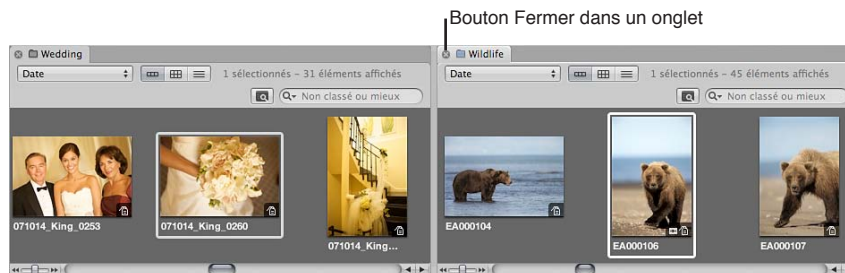 Bouton Fermer dans un onglet
Wedding
Date
1 sélectionnés – 31 éléments affichés
Non classé ou mieux
071014_King_0253
071014_King_0260
071014_King...
Wildlife
Date
1 sélectionnés – 45 éléments affichés
Non classé ou mieux
EA000104
EA000106
EA000107